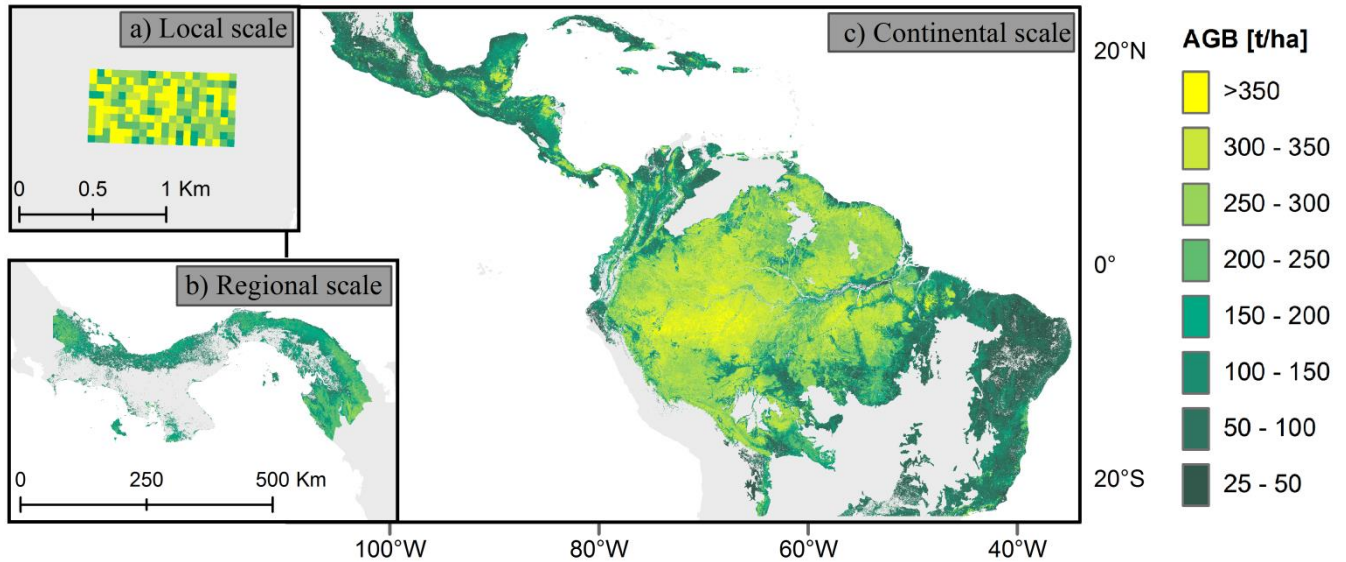 a) Local scale
0 0.5 1 Km
b) Regional scale
0 250 500 Km
c) Continental scale
20°N
0°
20°S
100°W 80°W 60°W 40°W
AGB [t/ha]
>350
300 - 350
250 - 300
200 - 250
150 - 200
100 - 150
50 - 100
25 - 50